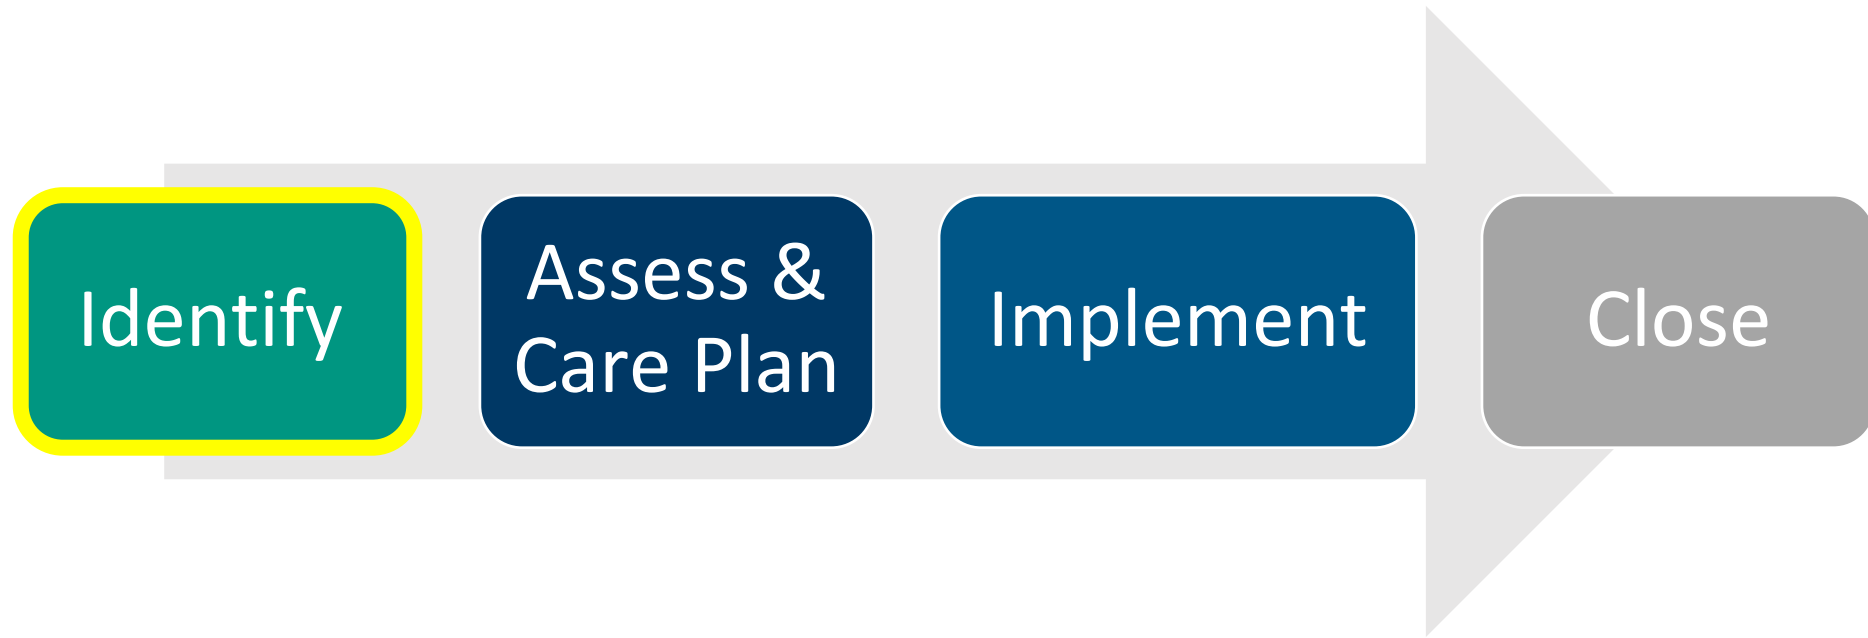 Identify
Assess &
Care Plan
Implement
Close